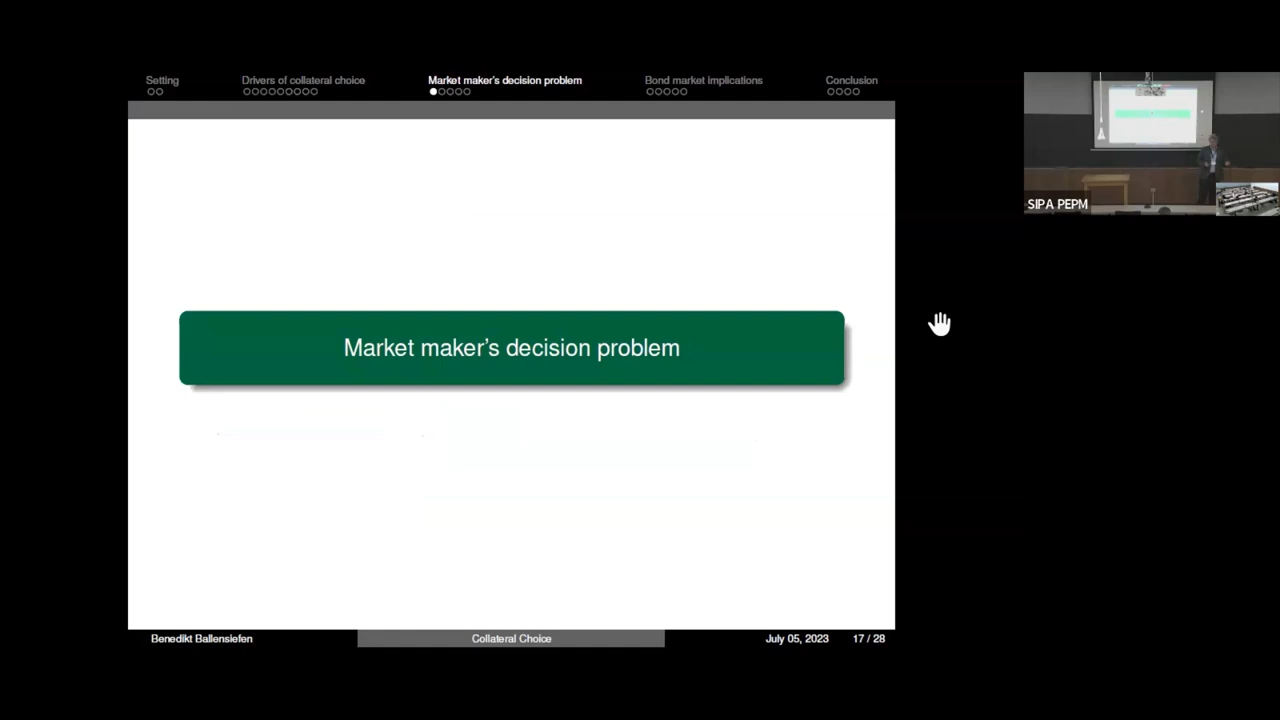 Setting
Drivers of collateral choice
Market maker's decision problem
Bond market implications
Conclusion
SIPA PEPM
Market maker's decision problem
Benedikt Ballensiefen
Collateral Choice
July 05, 2023
17 / 28